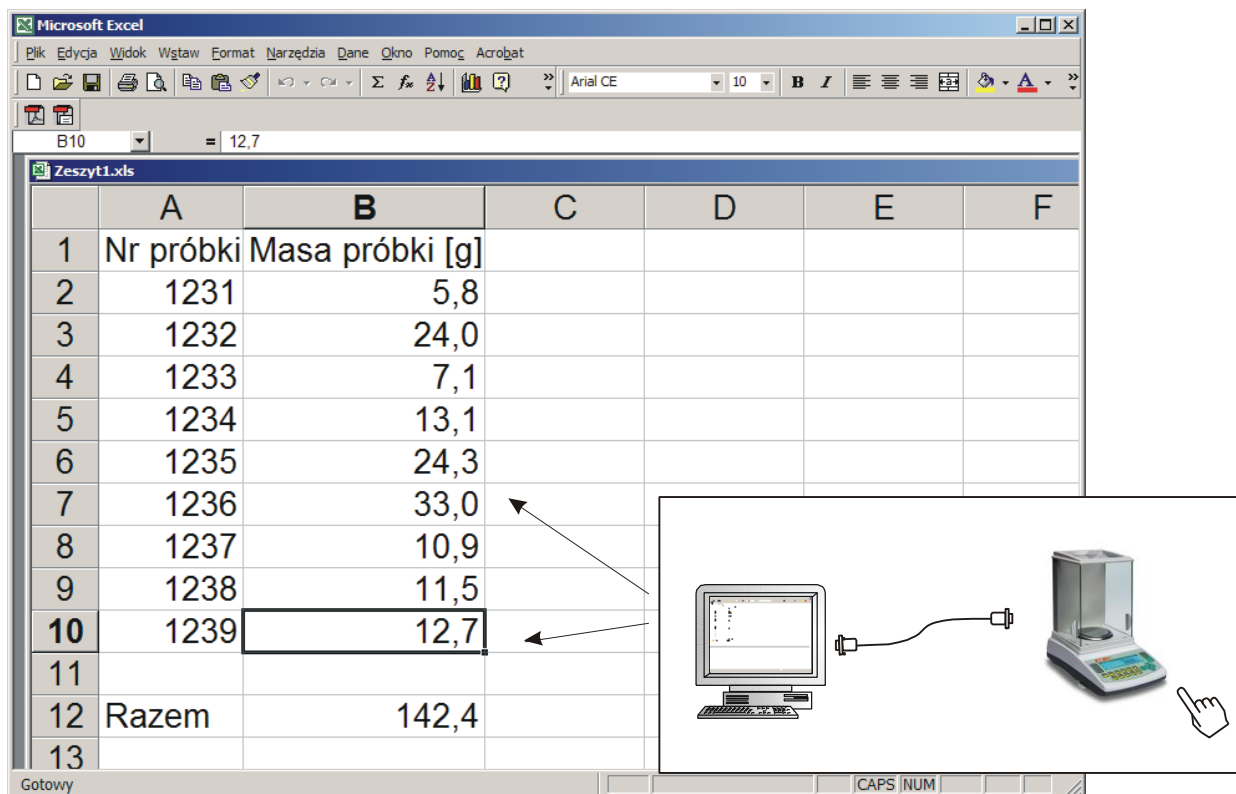 Microsoft Excel
Plik Edycja Widok Wstaw Format Narzędzia Dane Okno Pomoc Acrobat
Arial CE 10 B I
B10 = 12,7
Zeszyt1.xls
A B C D E F
1 Nr próbki Masa próbki [g]
2 1231 5,8
3 1232 24,0
4 1233 7,1
5 1234 13,1
6 1235 24,3
7 1236 33,0
8 1237 10,9
9 1238 11,5
10 1239 12,7
11
12 Razem 142,4
13
Gotowy CAPS NUM